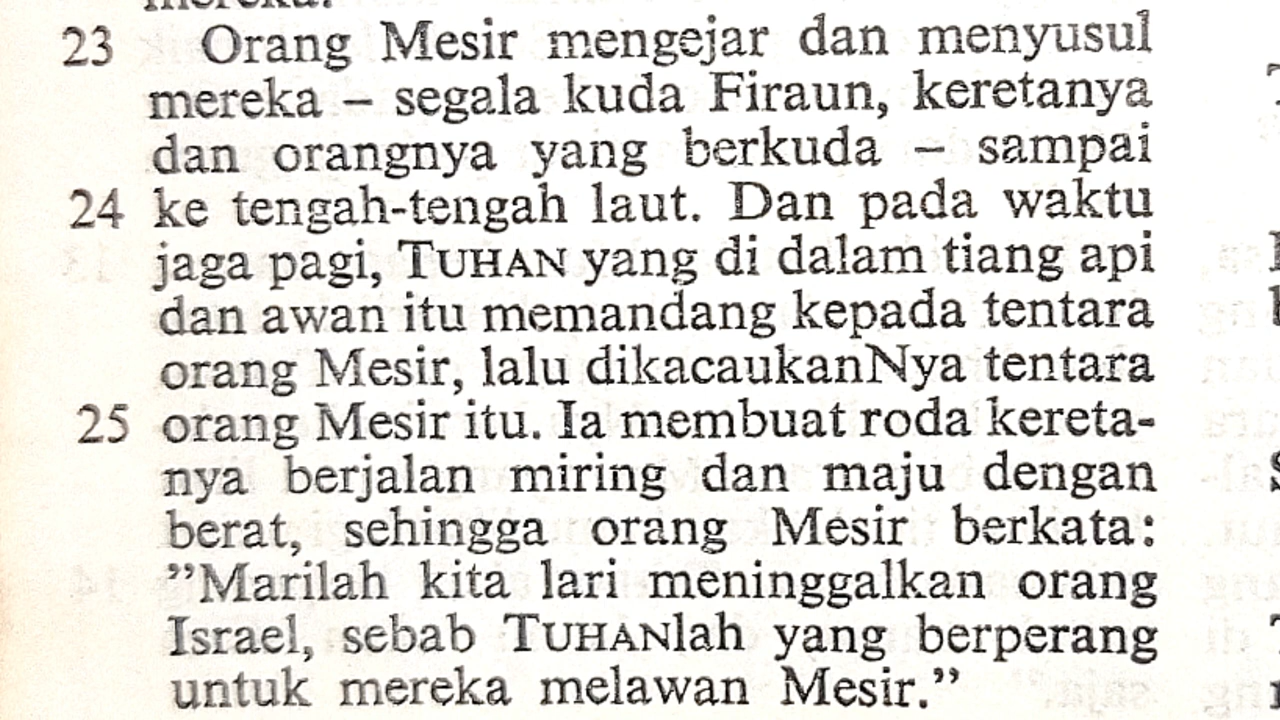 mereka.
23 Orang Mesir mengejar dan menyusul
mereka – segala kuda Firaun, keretanya
dan orangnya yang berkuda – sampai
24 ke tengah-tengah laut. Dan pada waktu
jaga pagi, TUHAN yang di dalam tiang api
dan awan itu memandang kepada tentara
orang Mesir, lalu dikacaukanNya tentara
25 orang Mesir itu. Ia membuat roda kereta-
nya berjalan miring dan maju dengan
berat, sehingga orang Mesir berkata:
”Marilah kita lari meninggalkan orang
Israel, sebab TUHANlah yang berperang
untuk mereka melawan Mesir.”